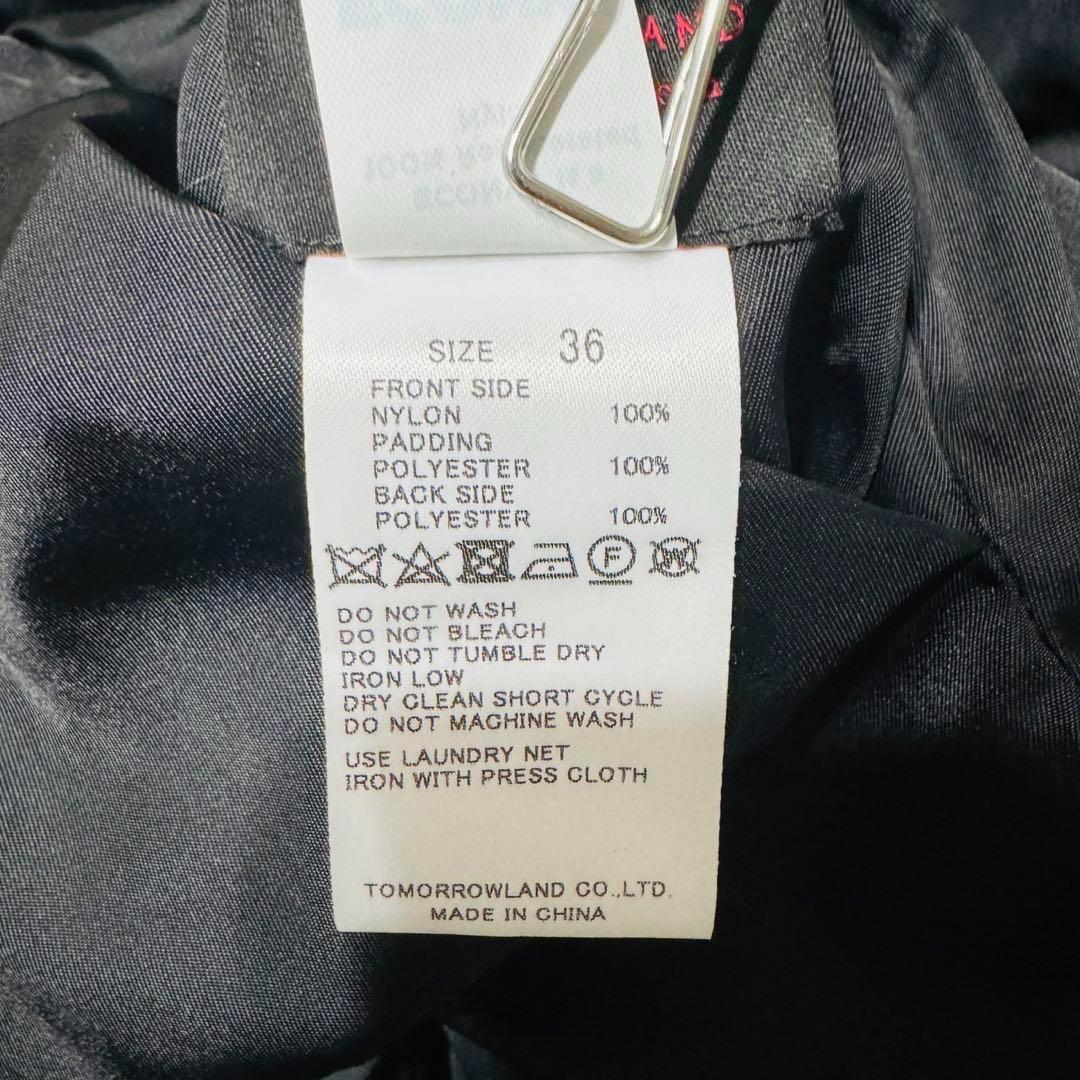 SIZE 36
FRONT SIDE
NYLON 100%
PADDING
POLYESTER 100%
BACK SIDE
POLYESTER 100%
F W
DO NOT WASH
DO NOT BLEACH
DO NOT TUMBLE DRY
IRON LOW
DRY CLEAN SHORT CYCLE
DO NOT MACHINE WASH
USE LAUNDRY NET
IRON WITH PRESS CLOTH
TOMORROWLAND CO.,LTD.
MADE IN CHINA